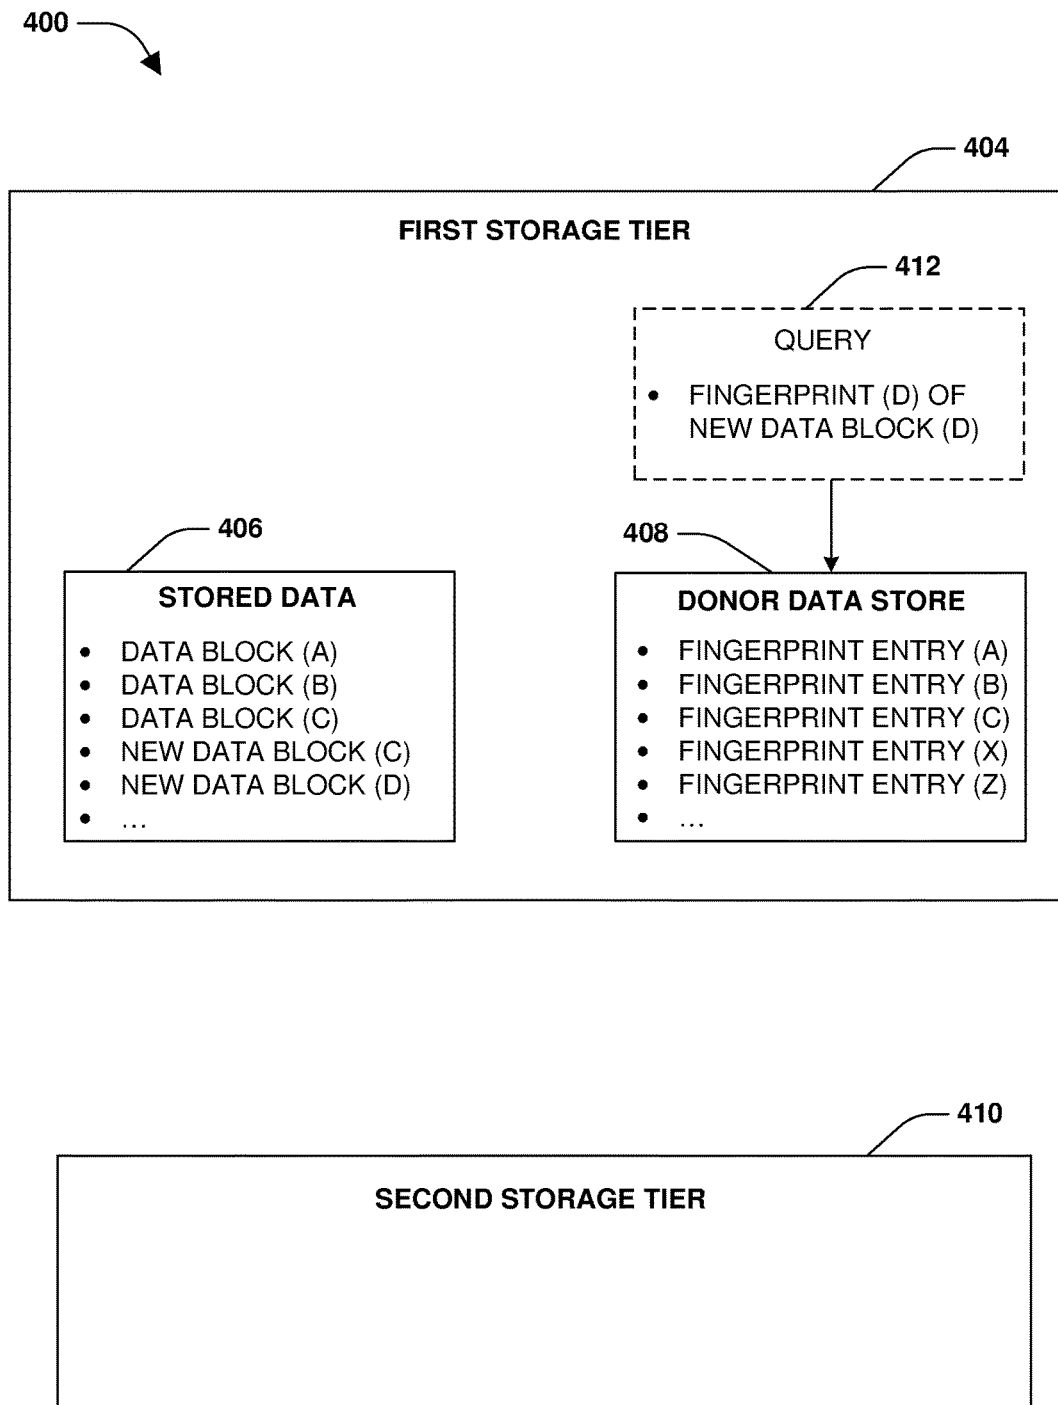 400
404
FIRST STORAGE TIER
412
QUERY
• FINGERPRINT (D) OF
NEW DATA BLOCK (D)
406
408
STORED DATA
• DATA BLOCK (A)
• DATA BLOCK (B)
• DATA BLOCK (C)
• NEW DATA BLOCK (C)
• NEW DATA BLOCK (D)
• ...
DONOR DATA STORE
• FINGERPRINT ENTRY (A)
• FINGERPRINT ENTRY (B)
• FINGERPRINT ENTRY (C)
• FINGERPRINT ENTRY (X)
• FINGERPRINT ENTRY (Z)
• ...
410
SECOND STORAGE TIER